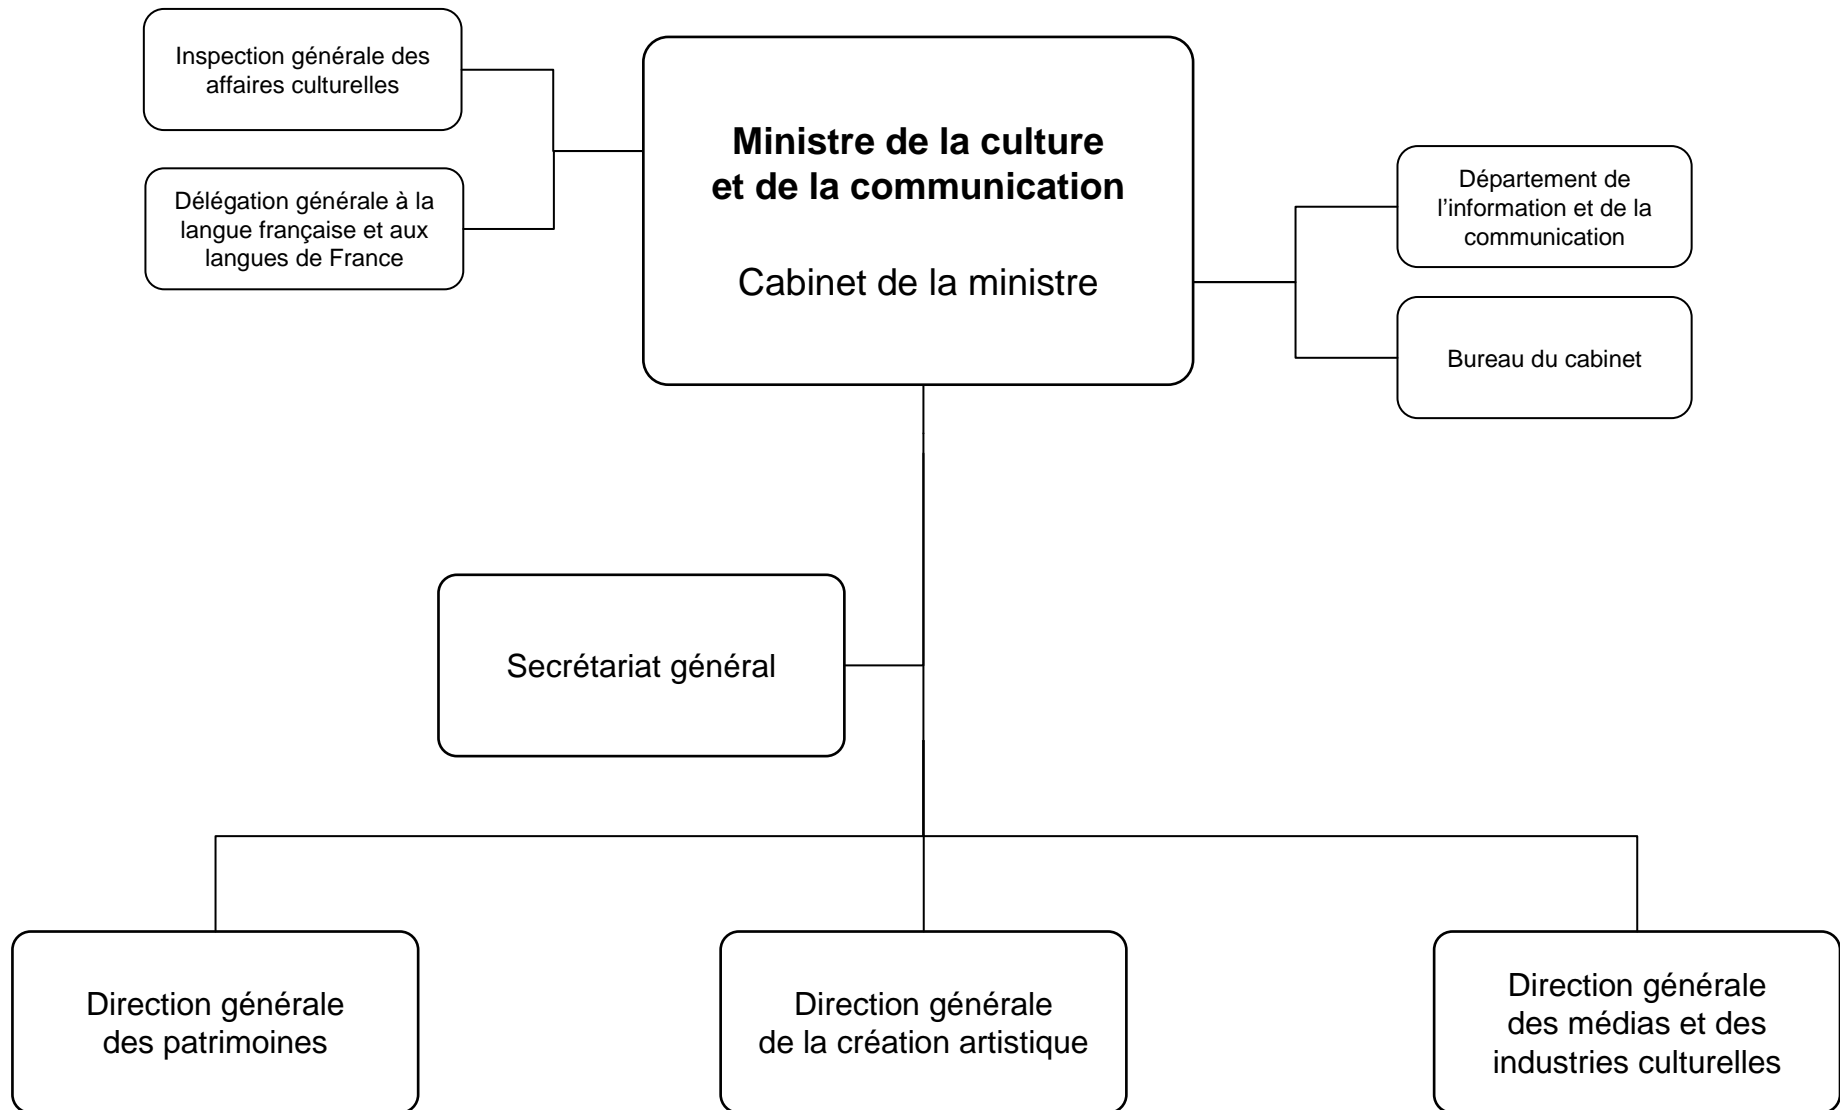 Inspection générale des
affaires culturelles
Délégation générale à la
langue française et aux
langues de France
Ministre de la culture
et de la communication
Cabinet de la ministre
Département de
l’information et de la
communication
Bureau du cabinet
Secrétariat général
Direction générale
des patrimoines
Direction générale
de la création artistique
Direction générale
des médias et des
industries culturelles